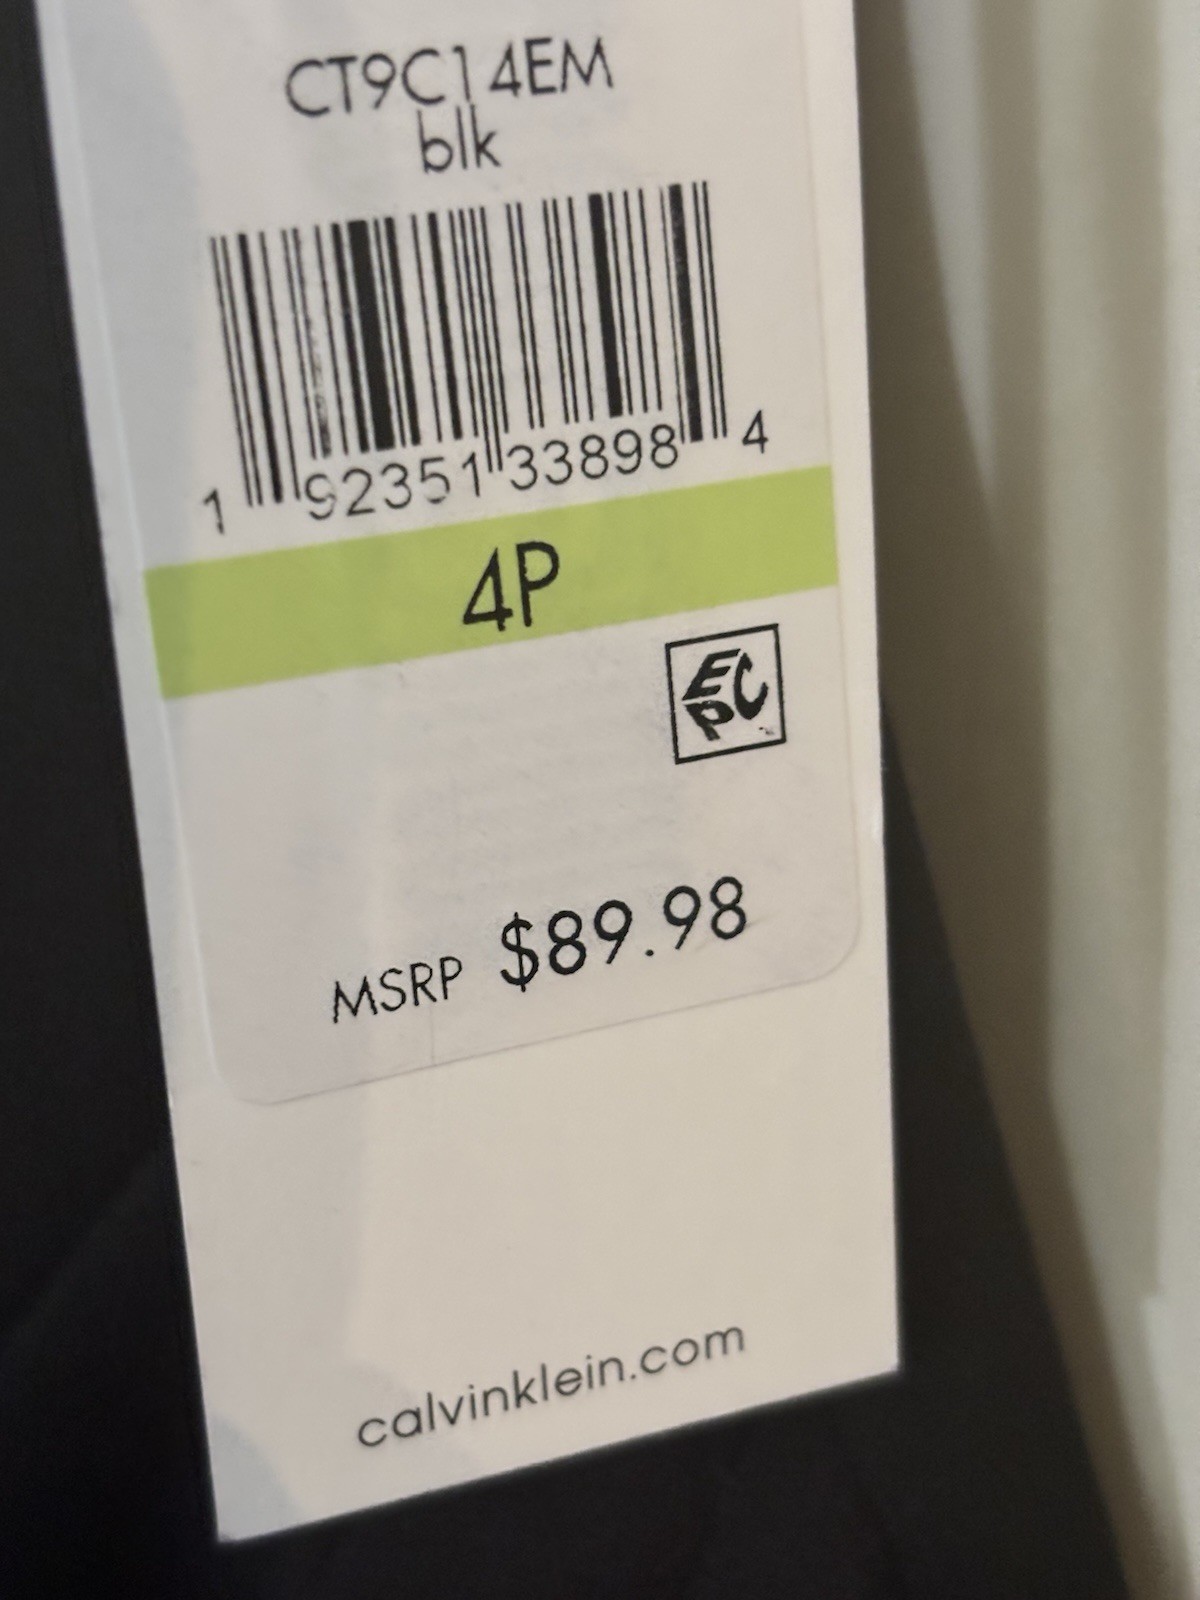 CT9C14EM
blk
1 92351 33898 4
4P
EPC
MSRP $89.98
calvinklein.com